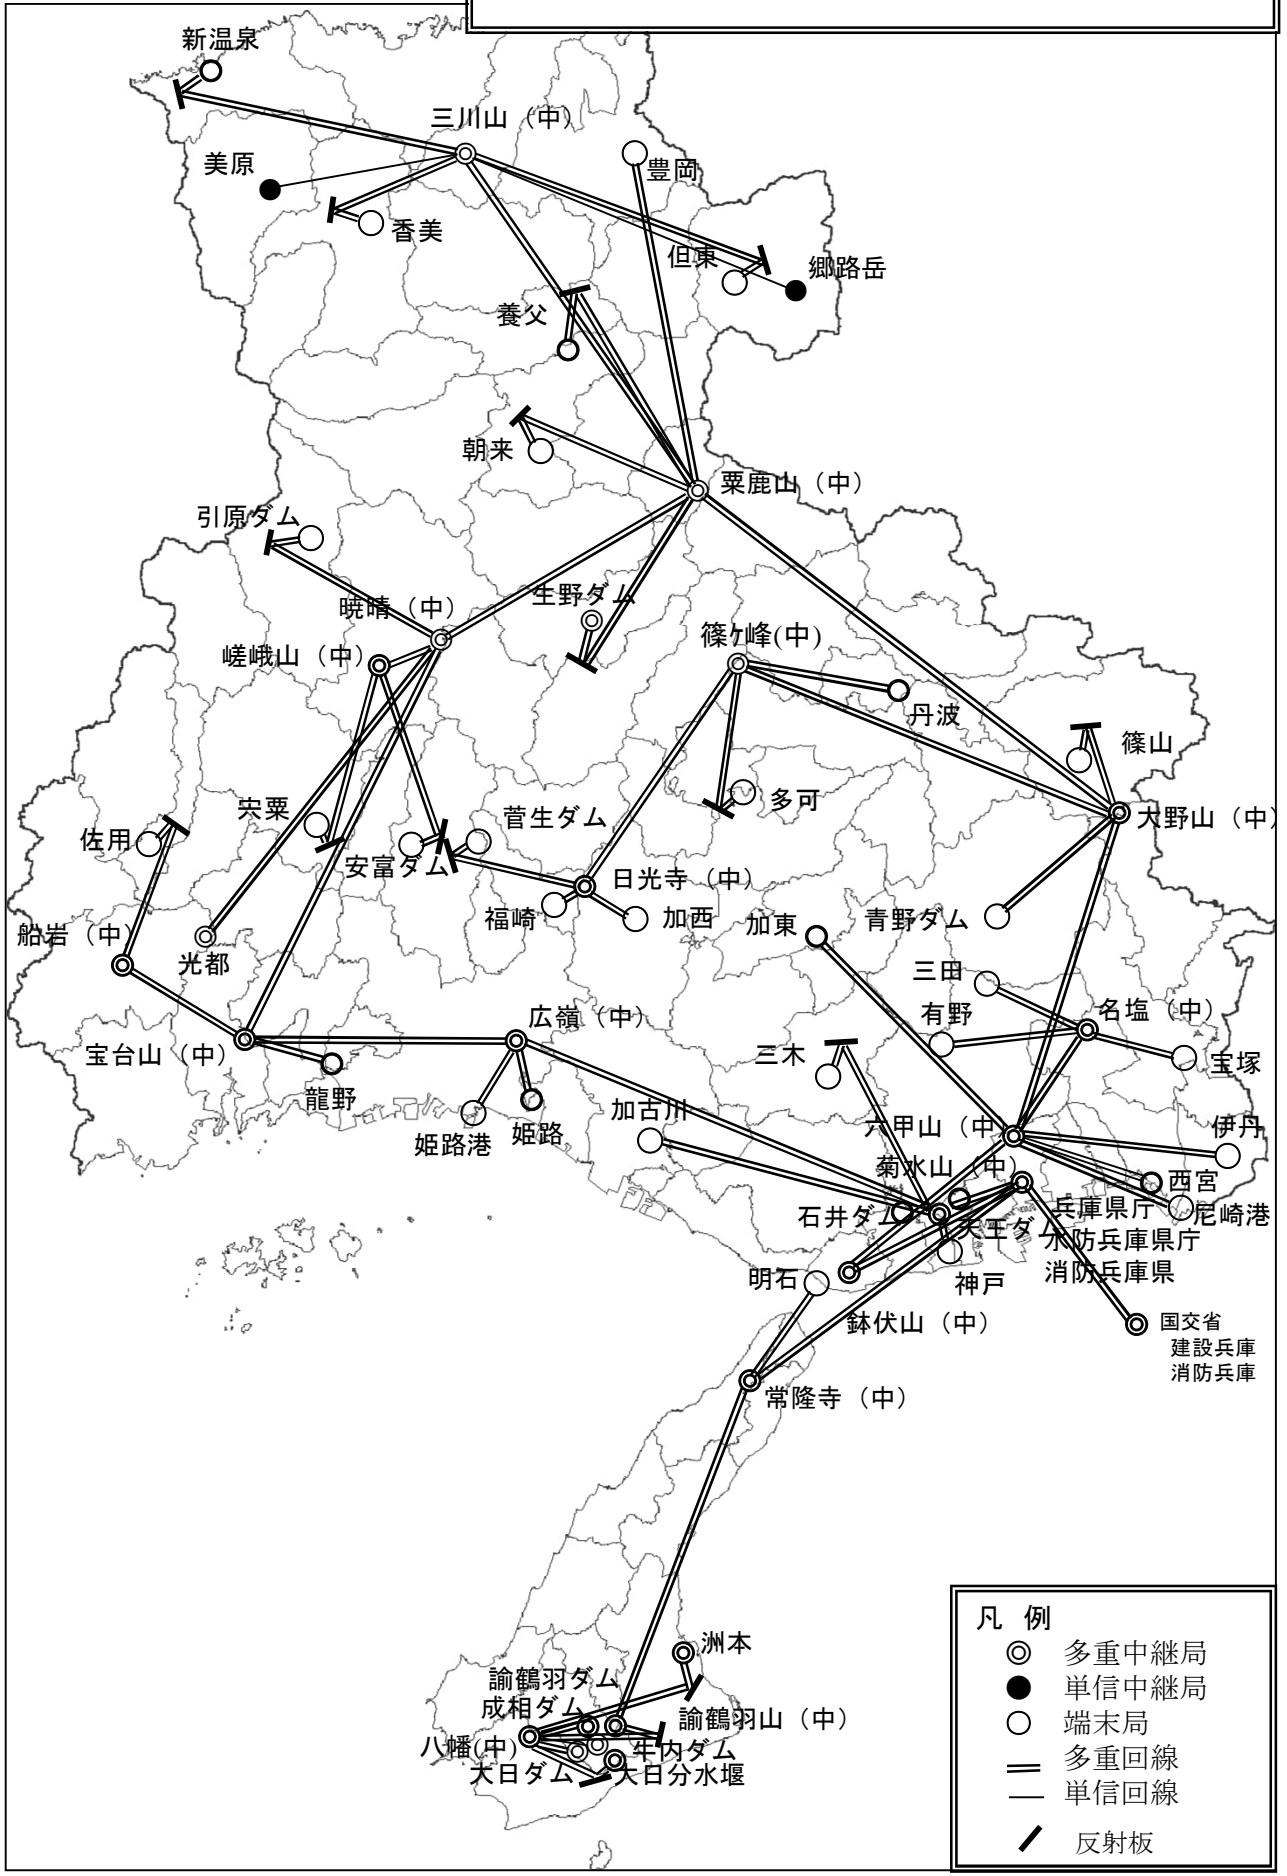 新温泉
三川山（中）
美原
豊岡
香美
但東
郷路岳
養父
朝来
粟鹿山（中）
引原ダム
生野ダム
暁晴（中）
篠ケ峰(中)
嵯峨山（中）
丹波
篠山
宍粟
菅生ダム
多可
大野山（中）
佐用
安富ダム
日光寺（中）
福崎
加西
加東
青野ダム
船岩（中）
光都
三田
有野
名塩（中）
広嶺（中）
宝台山（中）
三木
宝塚
龍野
加古川
姫路港
姫路
六甲山（中
伊丹
菊水山（中）
西宮
石井ダム
天王ダム
兵庫県庁
尼崎港
水防兵庫県庁
明石
神戸
消防兵庫県
鉢伏山（中）
国交省
建設兵庫
消防兵庫
常隆寺（中）
洲本
諭鶴羽ダム
成相ダム
諭鶴羽山（中）
八幡(中)
牛内ダム
大日ダム
大日分水堰
凡 例
多重中継局
単信中継局
端末局
多重回線
単信回線
反射板